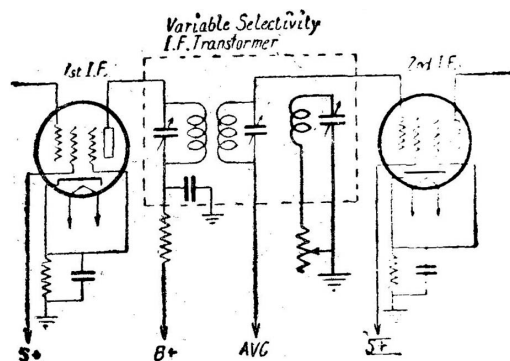 Variable Selectivity
I.F. Transformer
1st I.F.
2nd I.F.
S+
B+
AVC
S+